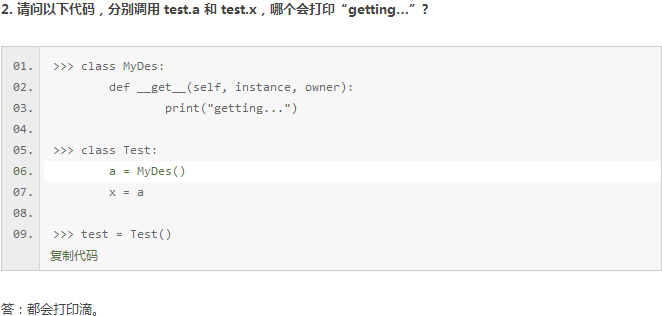 2. 请问以下代码，分别调用 test.a 和 test.x，哪个会打印“getting...”？
01. >>> class MyDes:
02.         def __get__(self, instance, owner):
03.                 print("getting...")
04.
05. >>> class Test:
06.         a = MyDes()
07.         x = a
08.
09. >>> test = Test()
复制代码
答：都会打印滴。